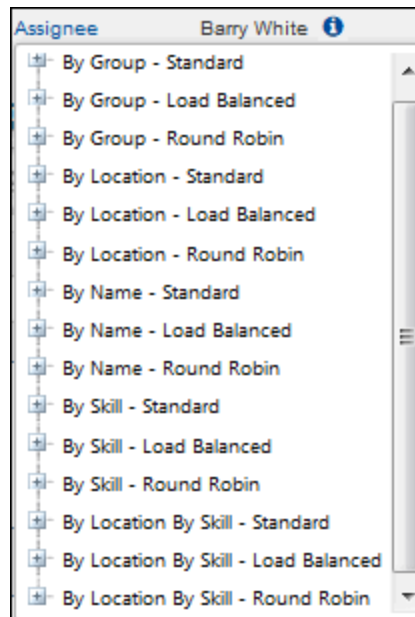 Assignee Barry White
By Group - Standard
By Group - Load Balanced
By Group - Round Robin
By Location - Standard
By Location - Load Balanced
By Location - Round Robin
By Name - Standard
By Name - Load Balanced
By Name - Round Robin
By Skill - Standard
By Skill - Load Balanced
By Skill - Round Robin
By Location By Skill - Standard
By Location By Skill - Load Balanced
By Location By Skill - Round Robin